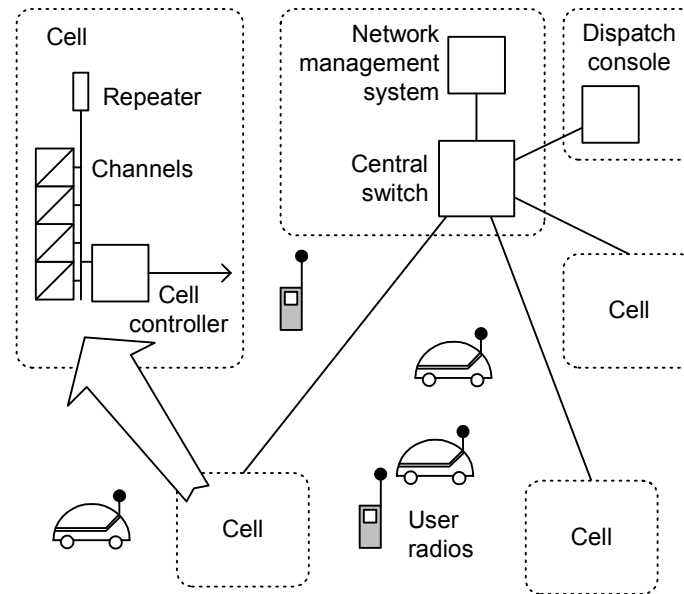 Cell
Repeater
Channels
Cell
controller
Network
management
system
Central
switch
Dispatch
console
Cell
Cell
User
radios
Cell